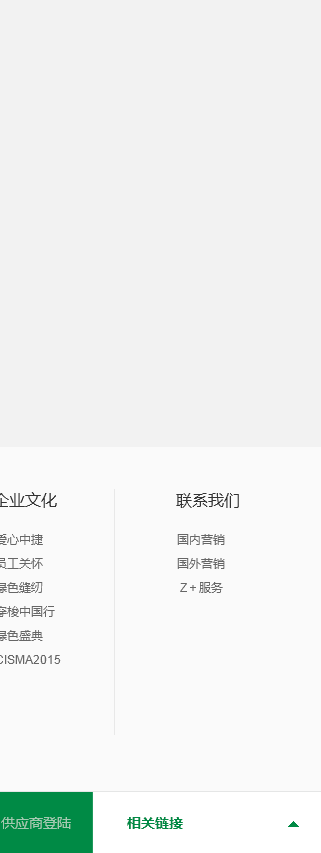 企业文化
爱心中捷
员工关怀
绿色缝纫
穿梭中国行
绿色盛典
CISMA2015
联系我们
国内营销
国外营销
Z + 服务
供应商登陆
相关链接